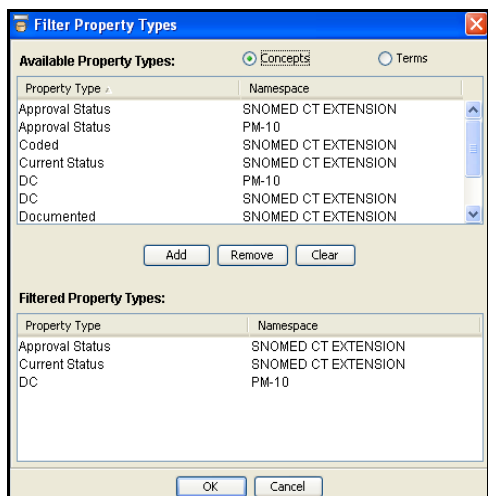 Filter Property Types
Available Property Types: Concepts Terms
Property Type Namespace
Approval Status SNOMED CT EXTENSION
Approval Status PM-10
Coded SNOMED CT EXTENSION
Current Status SNOMED CT EXTENSION
DC PM-10
DC SNOMED CT EXTENSION
Documented SNOMED CT EXTENSION
Add Remove Clear
Filtered Property Types:
Property Type Namespace
Approval Status SNOMED CT EXTENSION
Current Status SNOMED CT EXTENSION
DC PM-10
OK Cancel